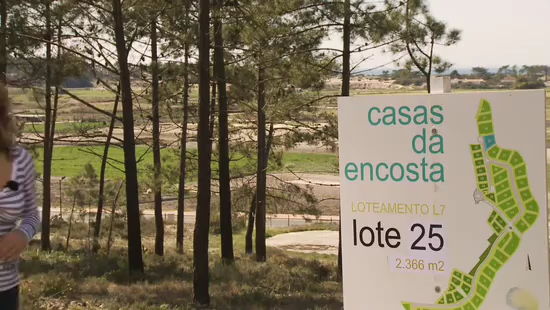 casas
da
encosta
LOTEAMENTO L7
lote 25
2.366 m2